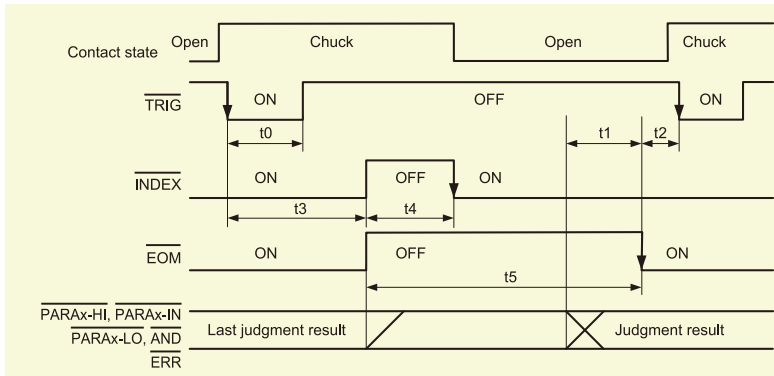 Contact state Open Chuck Open Chuck
TRIG ON OFF ON
t0 t1 t2
INDEX ON OFF ON
t3 t4
EOM ON OFF ON
t5
PARAx-HI, PARAx-IN
PARAx-LO, AND Last judgment result Judgment result
ERR